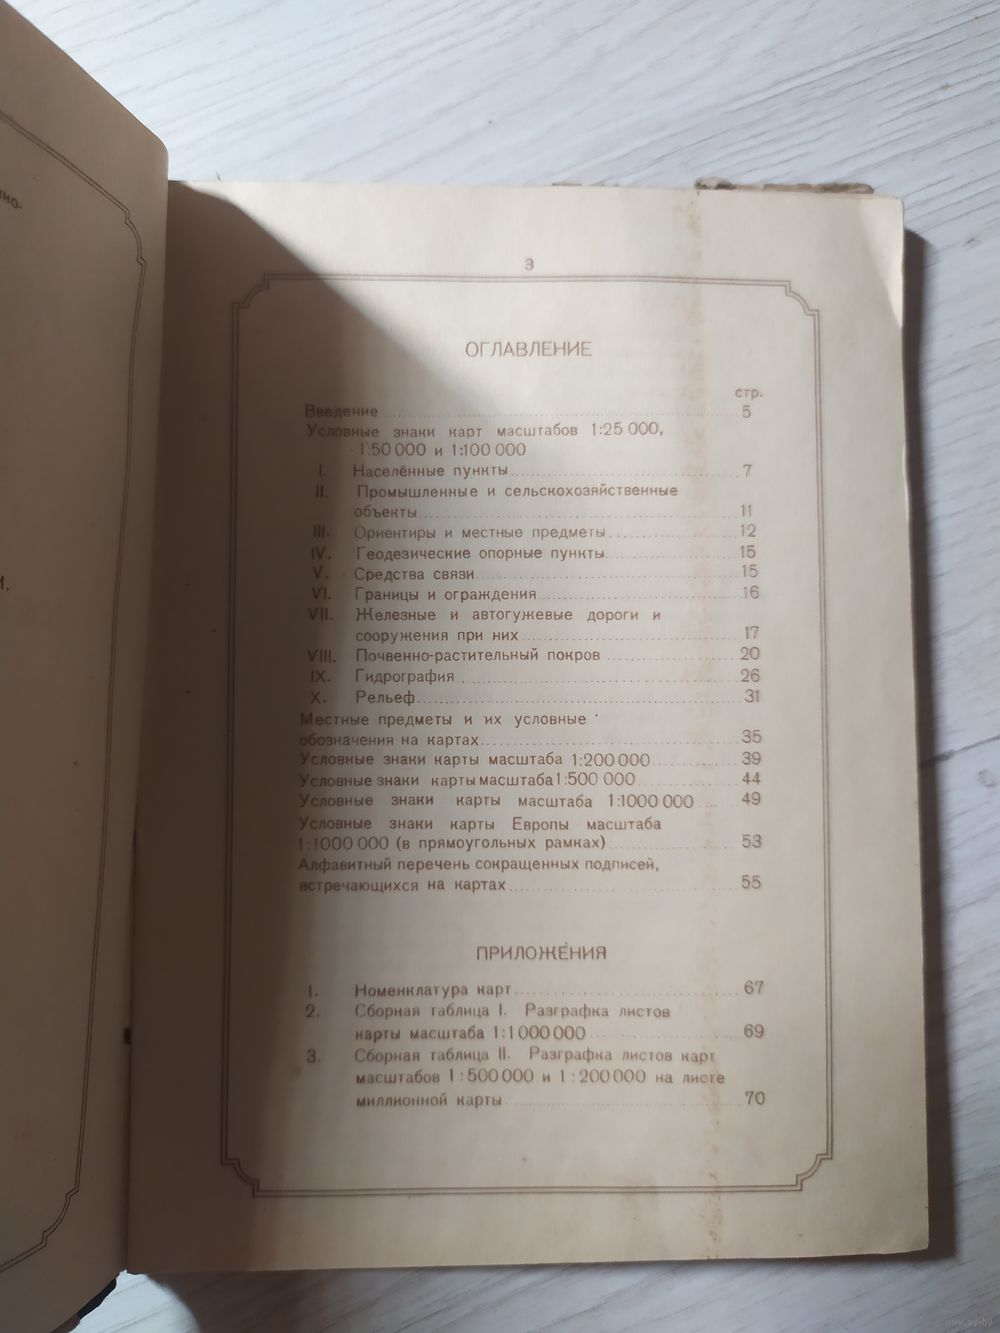 3
ОГЛАВЛЕНИЕ
стр.
Введение 5
Условные знаки карт масштабов 1:25 000,
1:50 000 и 1:100 000
I. Населённые пункты 7
II. Промышленные и сельскохозяйственные
объекты 11
III. Ориентиры и местные предметы 12
IV. Геодезические опорные пункты 15
V. Средства связи 15
VI. Границы и ограждения 16
VII. Железные и автогужевые дороги и
сооружения при них 17
VIII. Почвенно-растительный покров 20
IX. Гидрография 26
X. Рельеф 31
Местные предметы и их условные
обозначения на картах 35
Условные знаки карты масштаба 1:200 000 39
Условные знаки карты масштаба 1:500 000 44
Условные знаки карты масштаба 1:1000 000 49
Условные знаки карты Европы масштаба
1:1000 000 (в прямоугольных рамках) 53
Алфавитный перечень сокращенных подписей,
встречающихся на картах 55
ПРИЛОЖЕНИЯ
1. Номенклатура карт 67
2. Сборная таблица I. Разграфка листов
карты масштаба 1:1 000 000 69
3. Сборная таблица II. Разграфка листов карт
масштабов 1:500 000 и 1:200 000 на листе
миллионной карты 70
www.ay.by